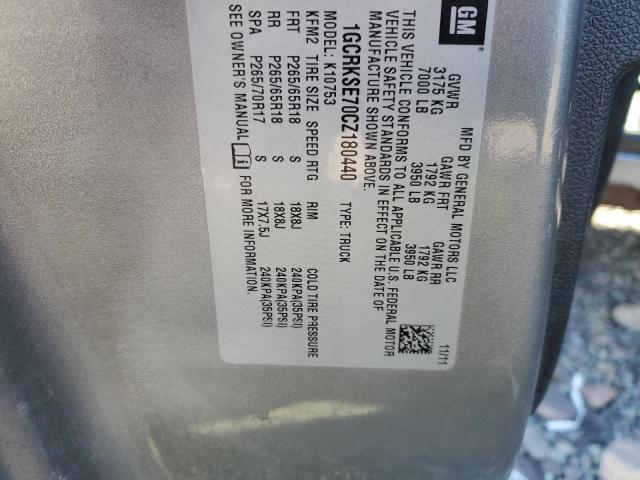 GM
MFD BY GENERAL MOTORS LLC 11/11
GVWR GAWR FRT GAWR RR
3175 KG 1792 KG 1792 KG
7000 LB 3950 LB 3950 LB
THIS VEHICLE CONFORMS TO ALL APPLICABLE U.S. FEDERAL MOTOR
VEHICLE SAFETY STANDARDS IN EFFECT ON THE DATE OF
MANUFACTURE SHOWN ABOVE.
1GCRKSE70CZ180440 TYPE: TRUCK
MODEL: K10753
KFM2 TIRE SIZE SPEED RTG RIM COLD TIRE PRESSURE
FRT P265/65R18 S 18X8J 240KPA(35PSI)
RR P265/65R18 S 18X8J 240KPA(35PSI)
SPA P265/70R17 S 17X7.5J 240KPA(35PSI)
SEE OWNER'S MANUAL FOR MORE INFORMATION.